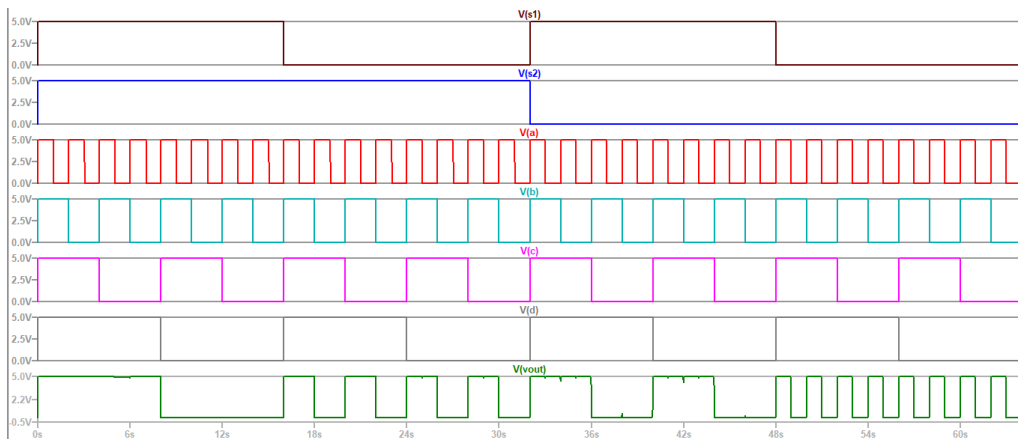 V(s1)
5.0V
2.5V
0.0V
V(s2)
5.0V
2.5V
0.0V
V(a)
5.0V
2.5V
0.0V
V(b)
5.0V
2.5V
0.0V
V(c)
5.0V
2.5V
0.0V
V(d)
5.0V
2.5V
0.0V
V(vout)
5.0V
2.2V
-0.5V
0s 6s 12s 18s 24s 30s 36s 42s 48s 54s 60s